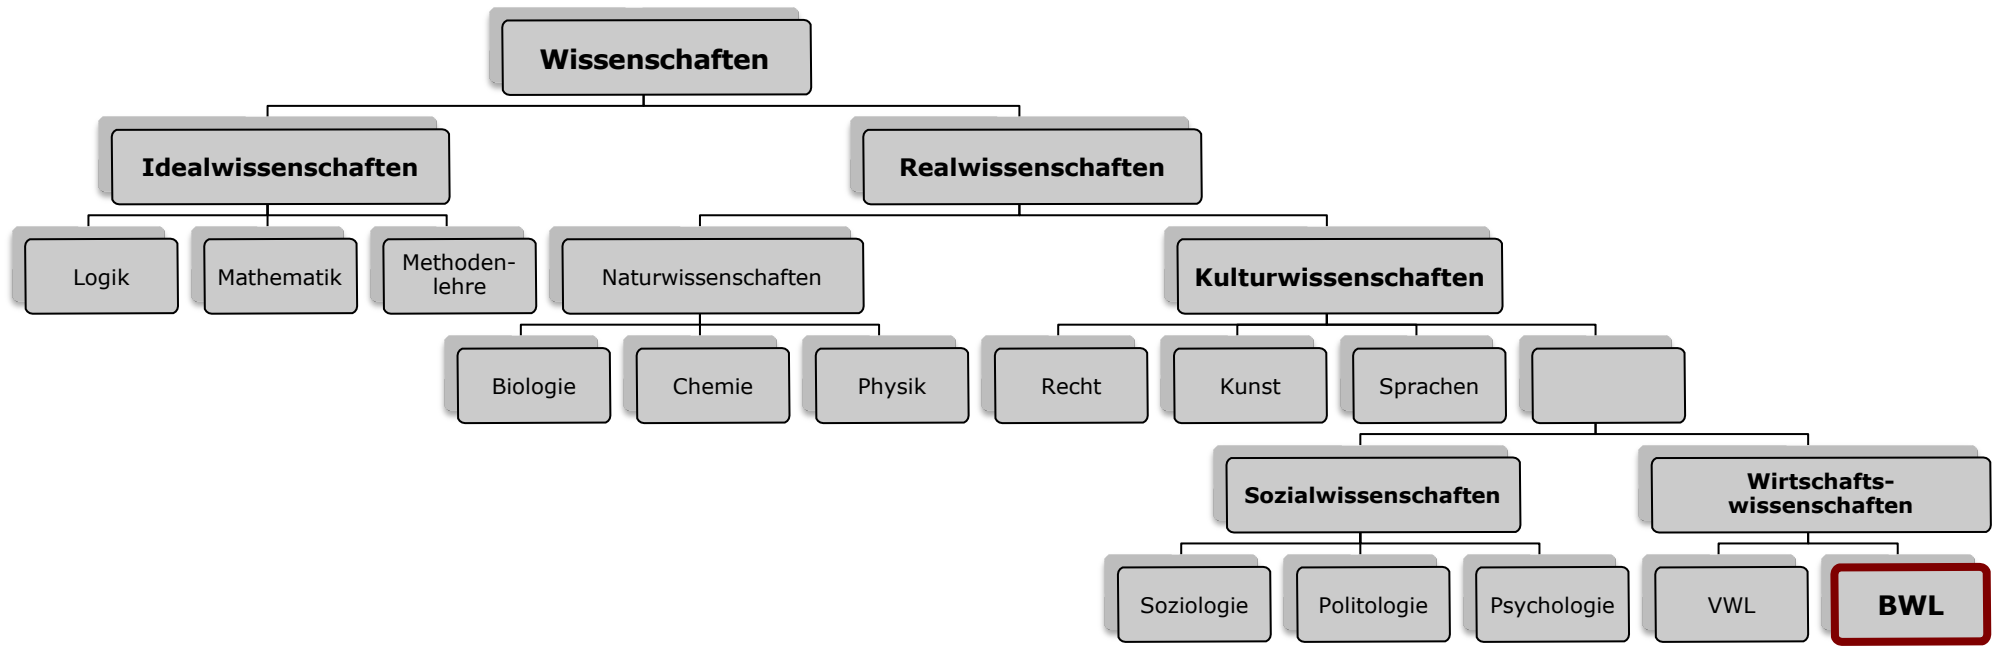 Wissenschaften
Idealwissenschaften
Realwissenschaften
Logik
Mathematik
Methoden-
lehre
Naturwissenschaften
Kulturwissenschaften
Biologie
Chemie
Physik
Recht
Kunst
Sprachen
Sozialwissenschaften
Wirtschafts-
wissenschaften
Soziologie
Politologie
Psychologie
VWL
BWL